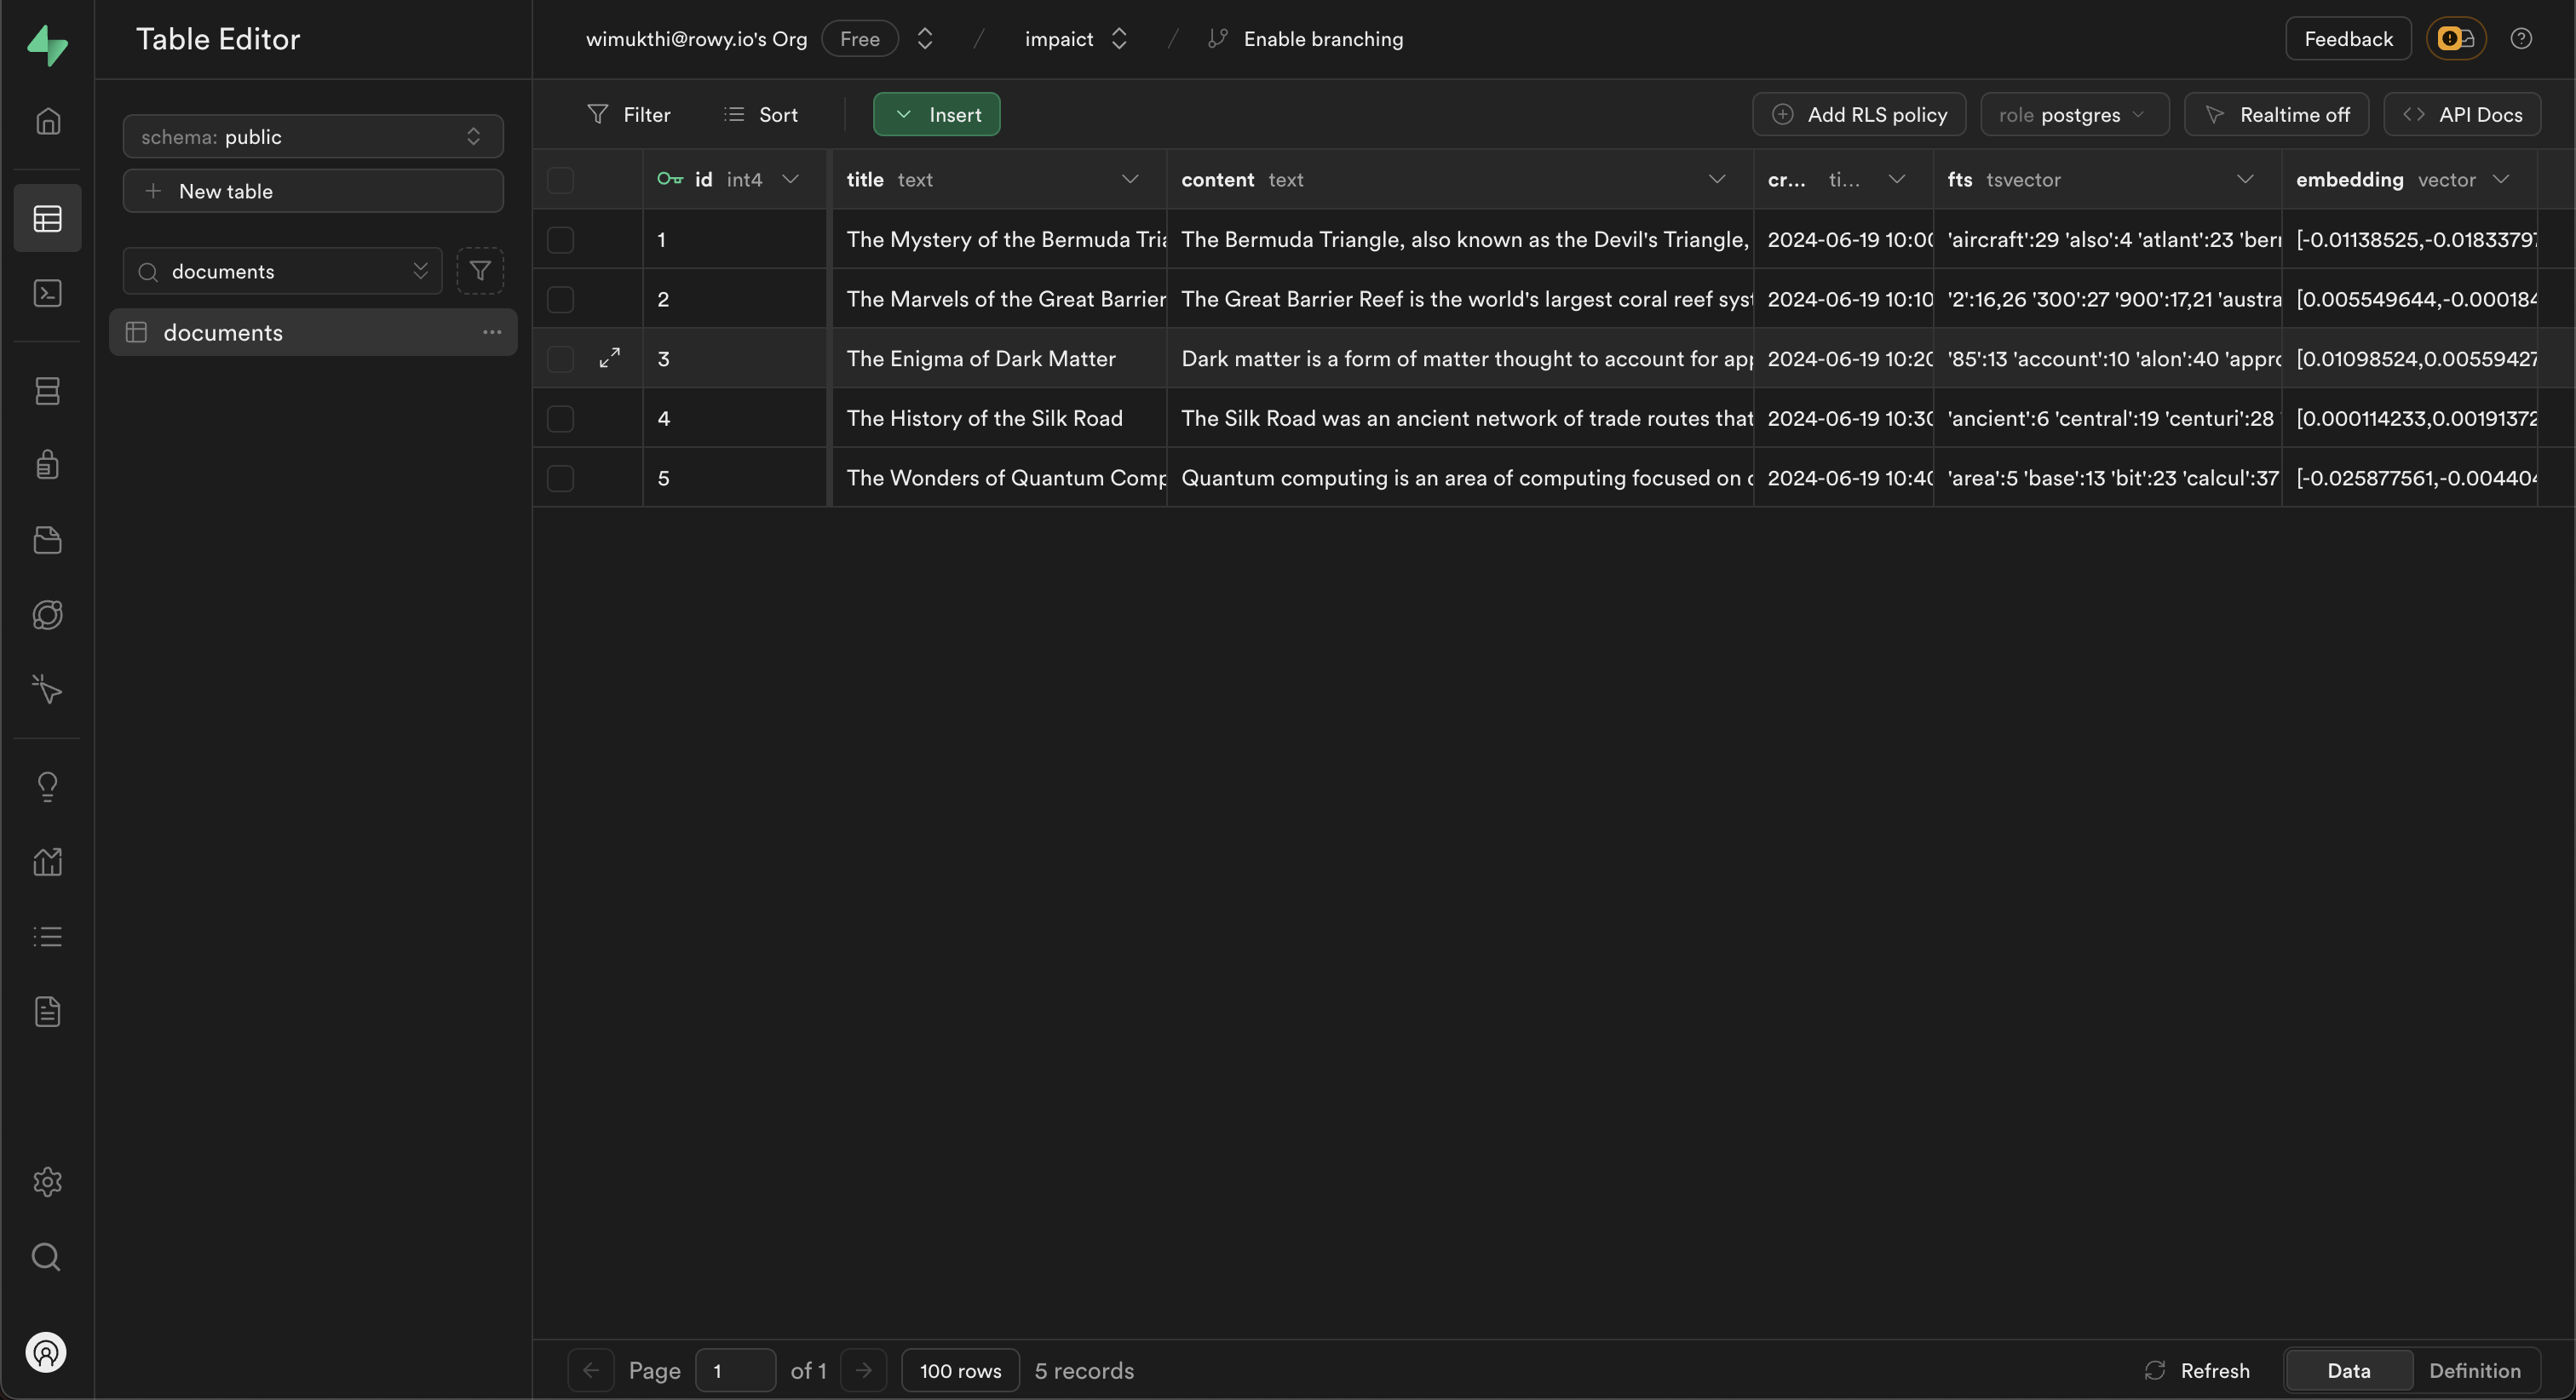 Table Editor
wimukthi@rowy.io's Org Free / impaict / Enable branching
Feedback
schema: public
New table
documents
documents
Filter Sort Insert
Add RLS policy role postgres Realtime off API Docs
id int4 title text content text cr... ti... fts tsvector embedding vector
1 The Mystery of the Bermuda Tria The Bermuda Triangle, also known as the Devil's Triangle, 2024-06-19 10:00 'aircraft':29 'also':4 'atlant':23 'berr [-0.01138525,-0.01833797
2 The Marvels of the Great Barrier The Great Barrier Reef is the world's largest coral reef syst 2024-06-19 10:10 '2':16,26 '300':27 '900':17,21 'austra [0.005549644,-0.000184
3 The Enigma of Dark Matter Dark matter is a form of matter thought to account for app 2024-06-19 10:20 '85':13 'account':10 'alon':40 'appro [0.01098524,0.00559427
4 The History of the Silk Road The Silk Road was an ancient network of trade routes that 2024-06-19 10:30 'ancient':6 'central':19 'centuri':28 [0.000114233,0.00191372
5 The Wonders of Quantum Comp Quantum computing is an area of computing focused on c 2024-06-19 10:40 'area':5 'base':13 'bit':23 'calcul':37 [-0.025877561,-0.004404
Page 1 of 1 100 rows 5 records
Refresh Data Definition